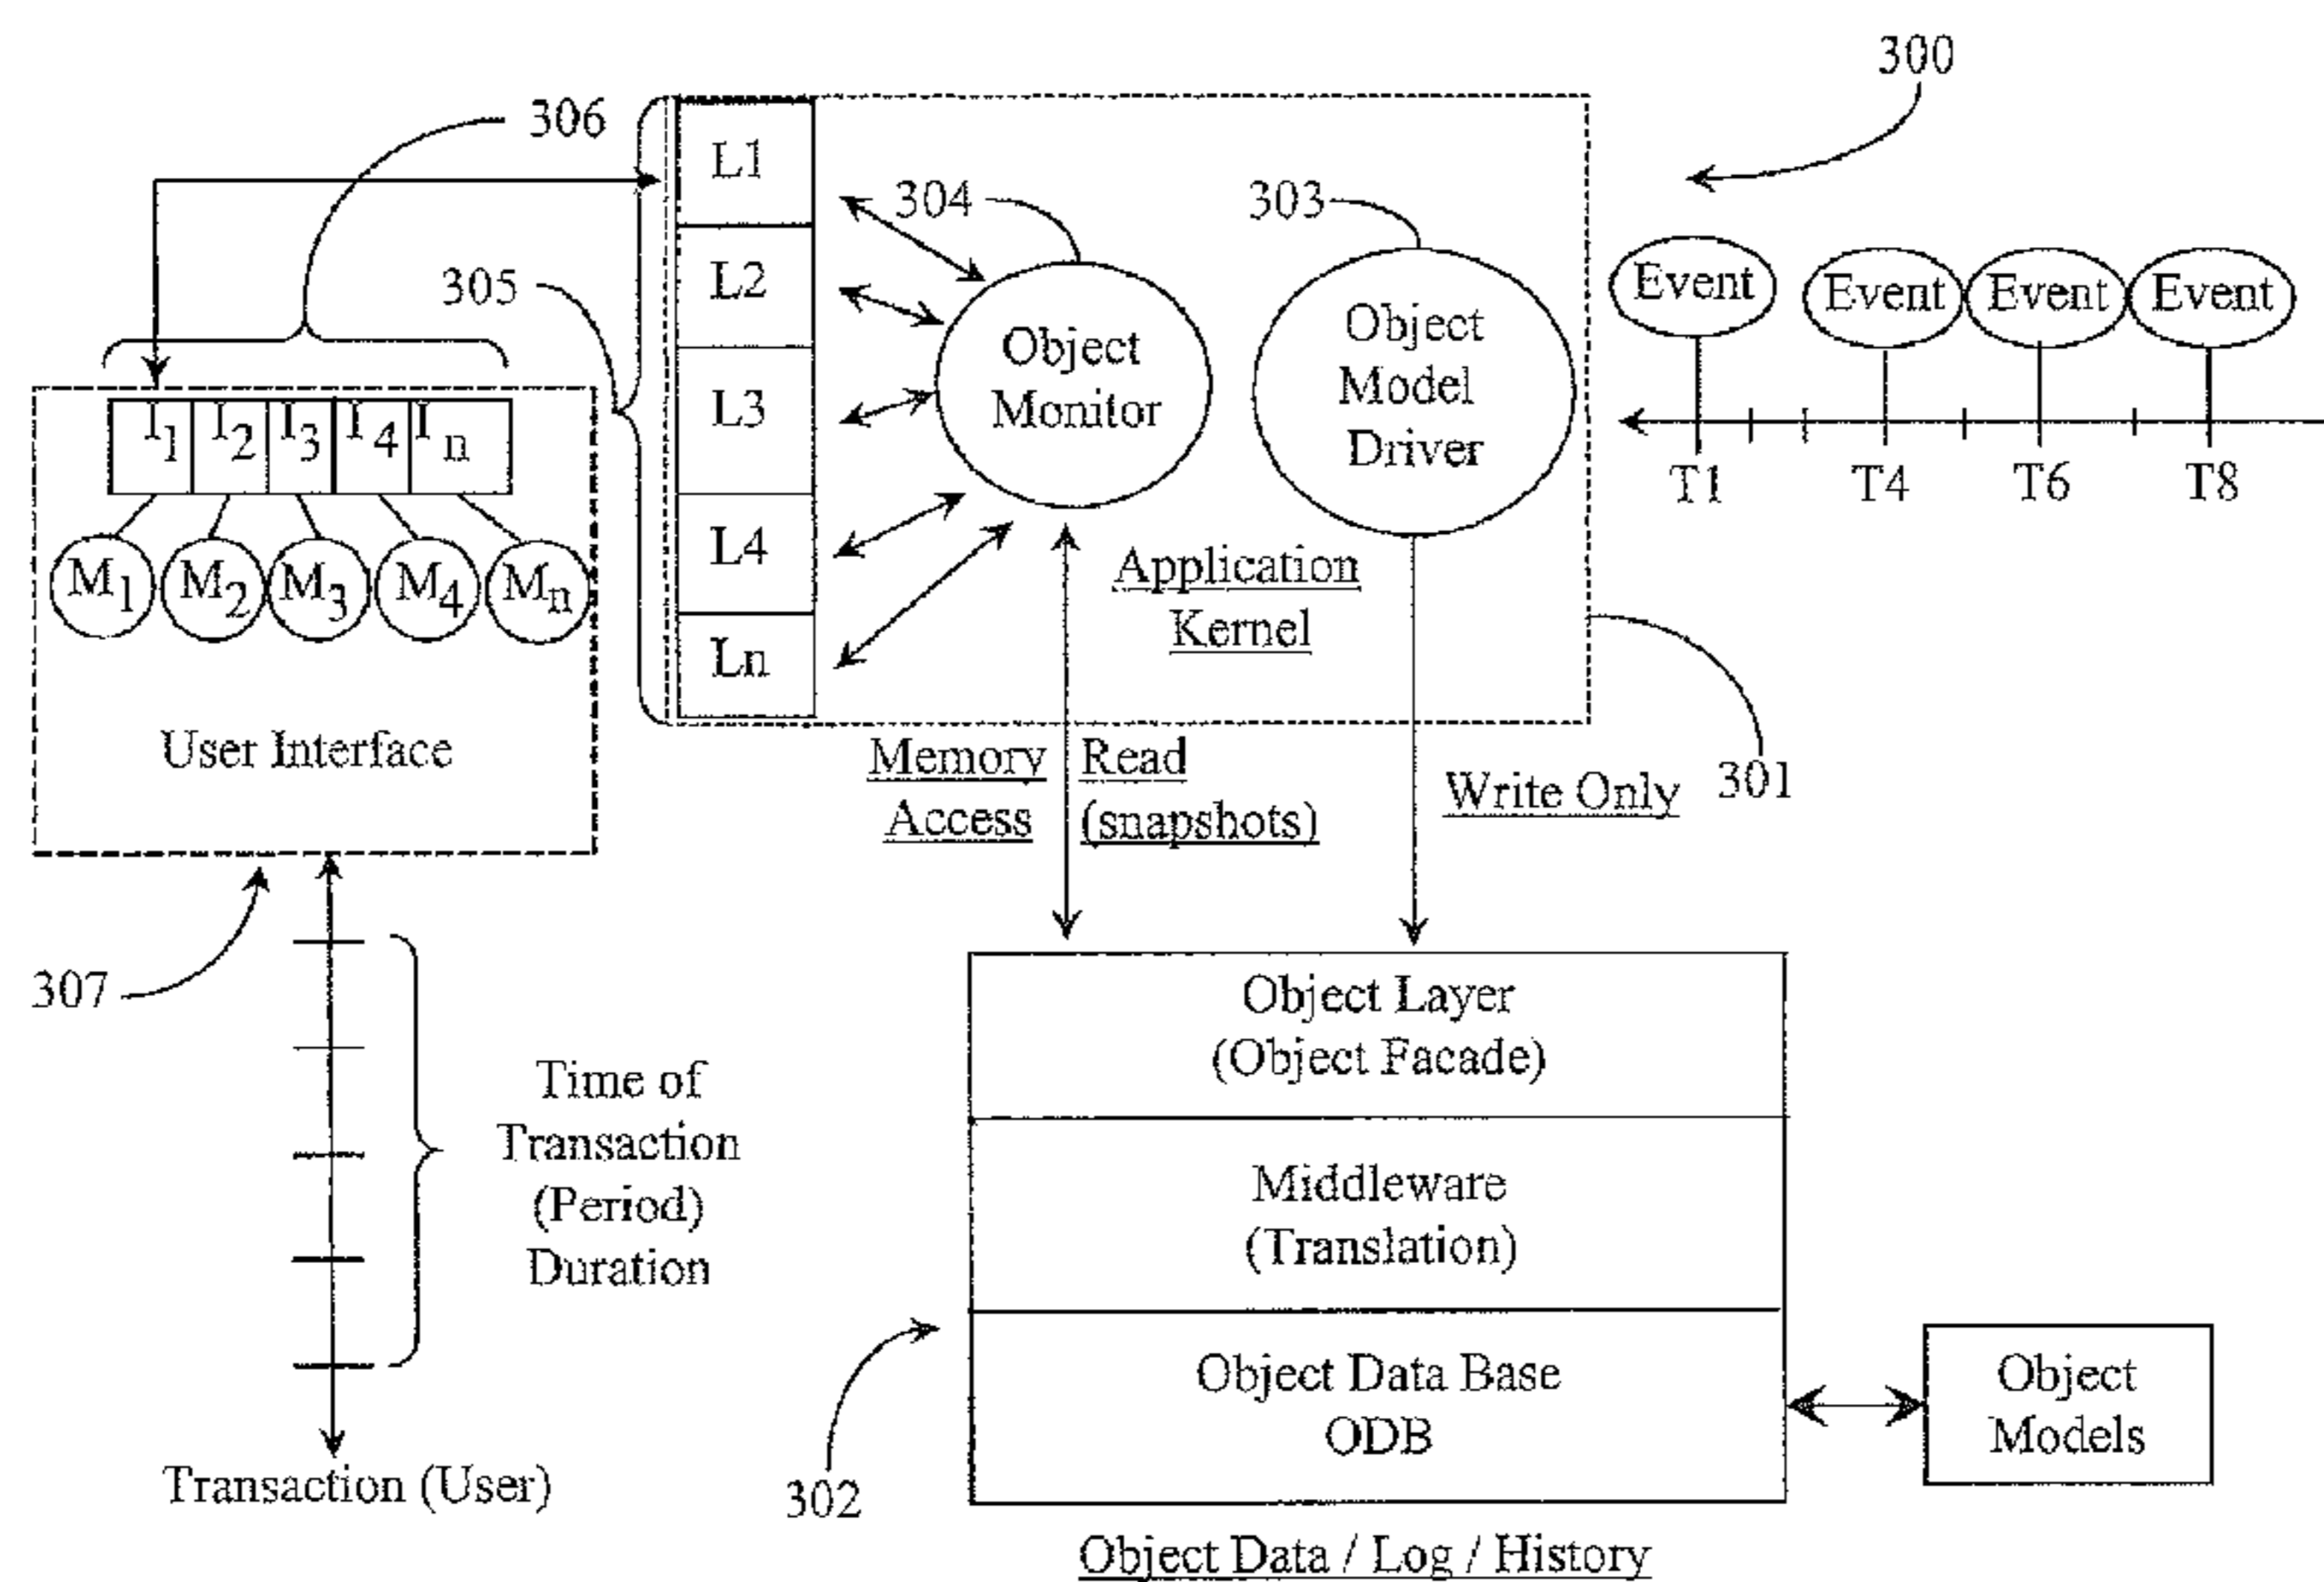 300
306
L1
304
303
L2
305
Event
Event
Event
Event
Object
Monitor
Object
Model
Driver
L3
T1
T4
T6
T8
I1
I2
I3
I4
In
L4
Application
Kernel
M1
M2
M3
M4
Mn
Ln
User Interface
Memory
Access
Read
(snapshots)
Write Only
301
307
Object Layer
(Object Facade)
Time of
Transaction
(Period)
Duration
Middleware
(Translation)
302
Object Data Base
ODB
Object
Models
Transaction (User)
Object Data / Log / History